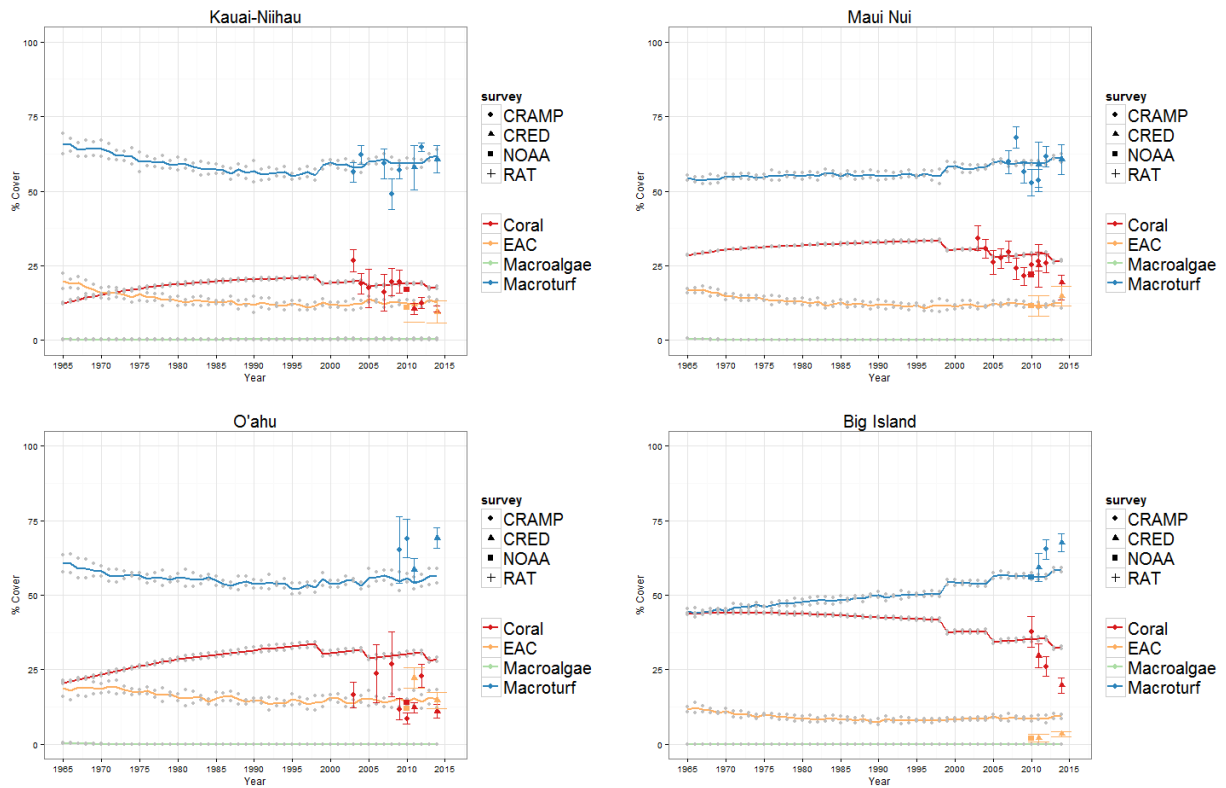 Kauai-Niihau
100
75
50
25
0
% Cover
1965 1970 1975 1980 1985 1990 1995 2000 2005 2010 2015
Year
survey
CRAMP
CRED
NOAA
RAT
Coral
EAC
Macroalgae
Macroturf
Maui Nui
100
75
50
25
0
% Cover
1965 1970 1975 1980 1985 1990 1995 2000 2005 2010 2015
Year
survey
CRAMP
CRED
NOAA
RAT
Coral
EAC
Macroalgae
Macroturf
O'ahu
100
75
50
25
0
% Cover
1965 1970 1975 1980 1985 1990 1995 2000 2005 2010 2015
Year
survey
CRAMP
CRED
NOAA
RAT
Coral
EAC
Macroalgae
Macroturf
Big Island
100
75
50
25
0
% Cover
1965 1970 1975 1980 1985 1990 1995 2000 2005 2010 2015
Year
survey
CRAMP
CRED
NOAA
RAT
Coral
EAC
Macroalgae
Macroturf